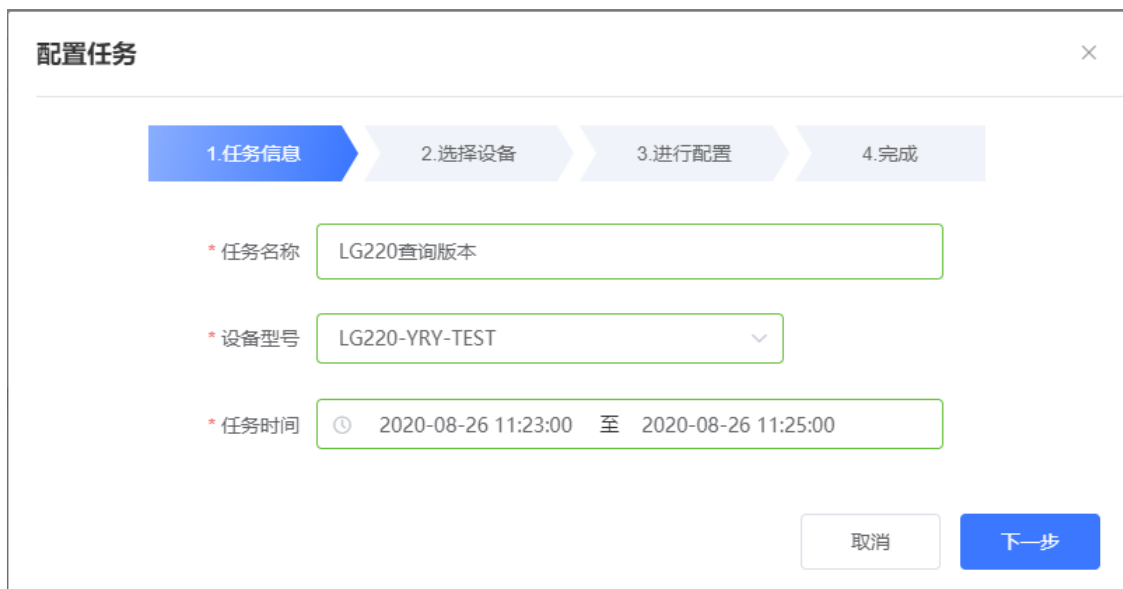 配置任务
1.任务信息
2.选择设备
3.进行配置
4.完成
* 任务名称 LG220查询版本
* 设备型号 LG220-YRY-TEST
* 任务时间 2020-08-26 11:23:00 至 2020-08-26 11:25:00
取消
下一步